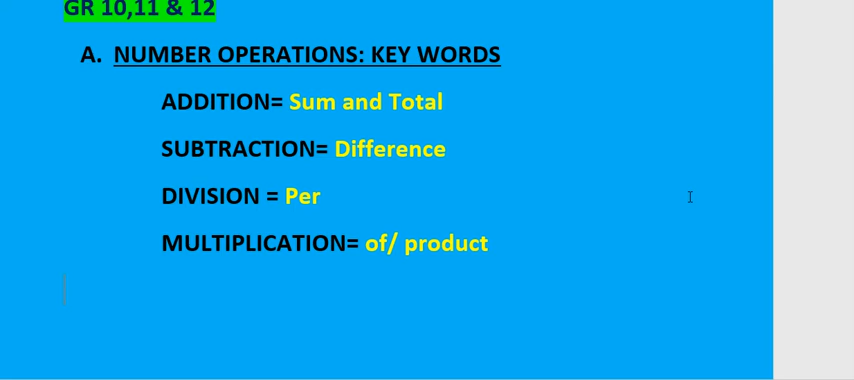 GR 10,11 & 12
A. NUMBER OPERATIONS: KEY WORDS
ADDITION= Sum and Total
SUBTRACTION= Difference
DIVISION = Per
MULTIPLICATION= of/ product